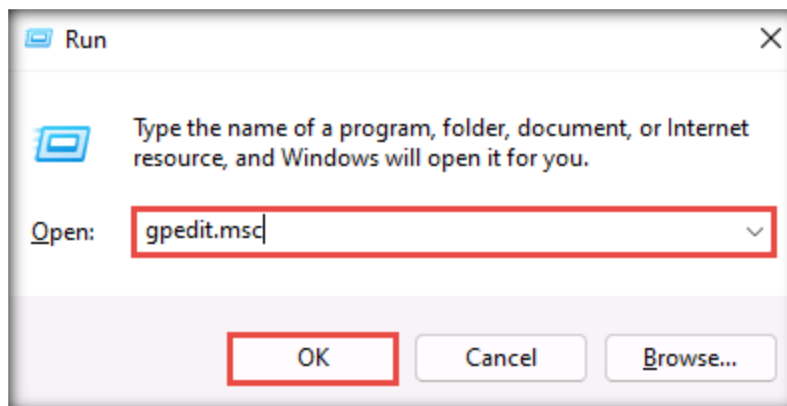 Run
Type the name of a program, folder, document, or Internet
resource, and Windows will open it for you.
Open: gpedit.msc
OK Cancel Browse...